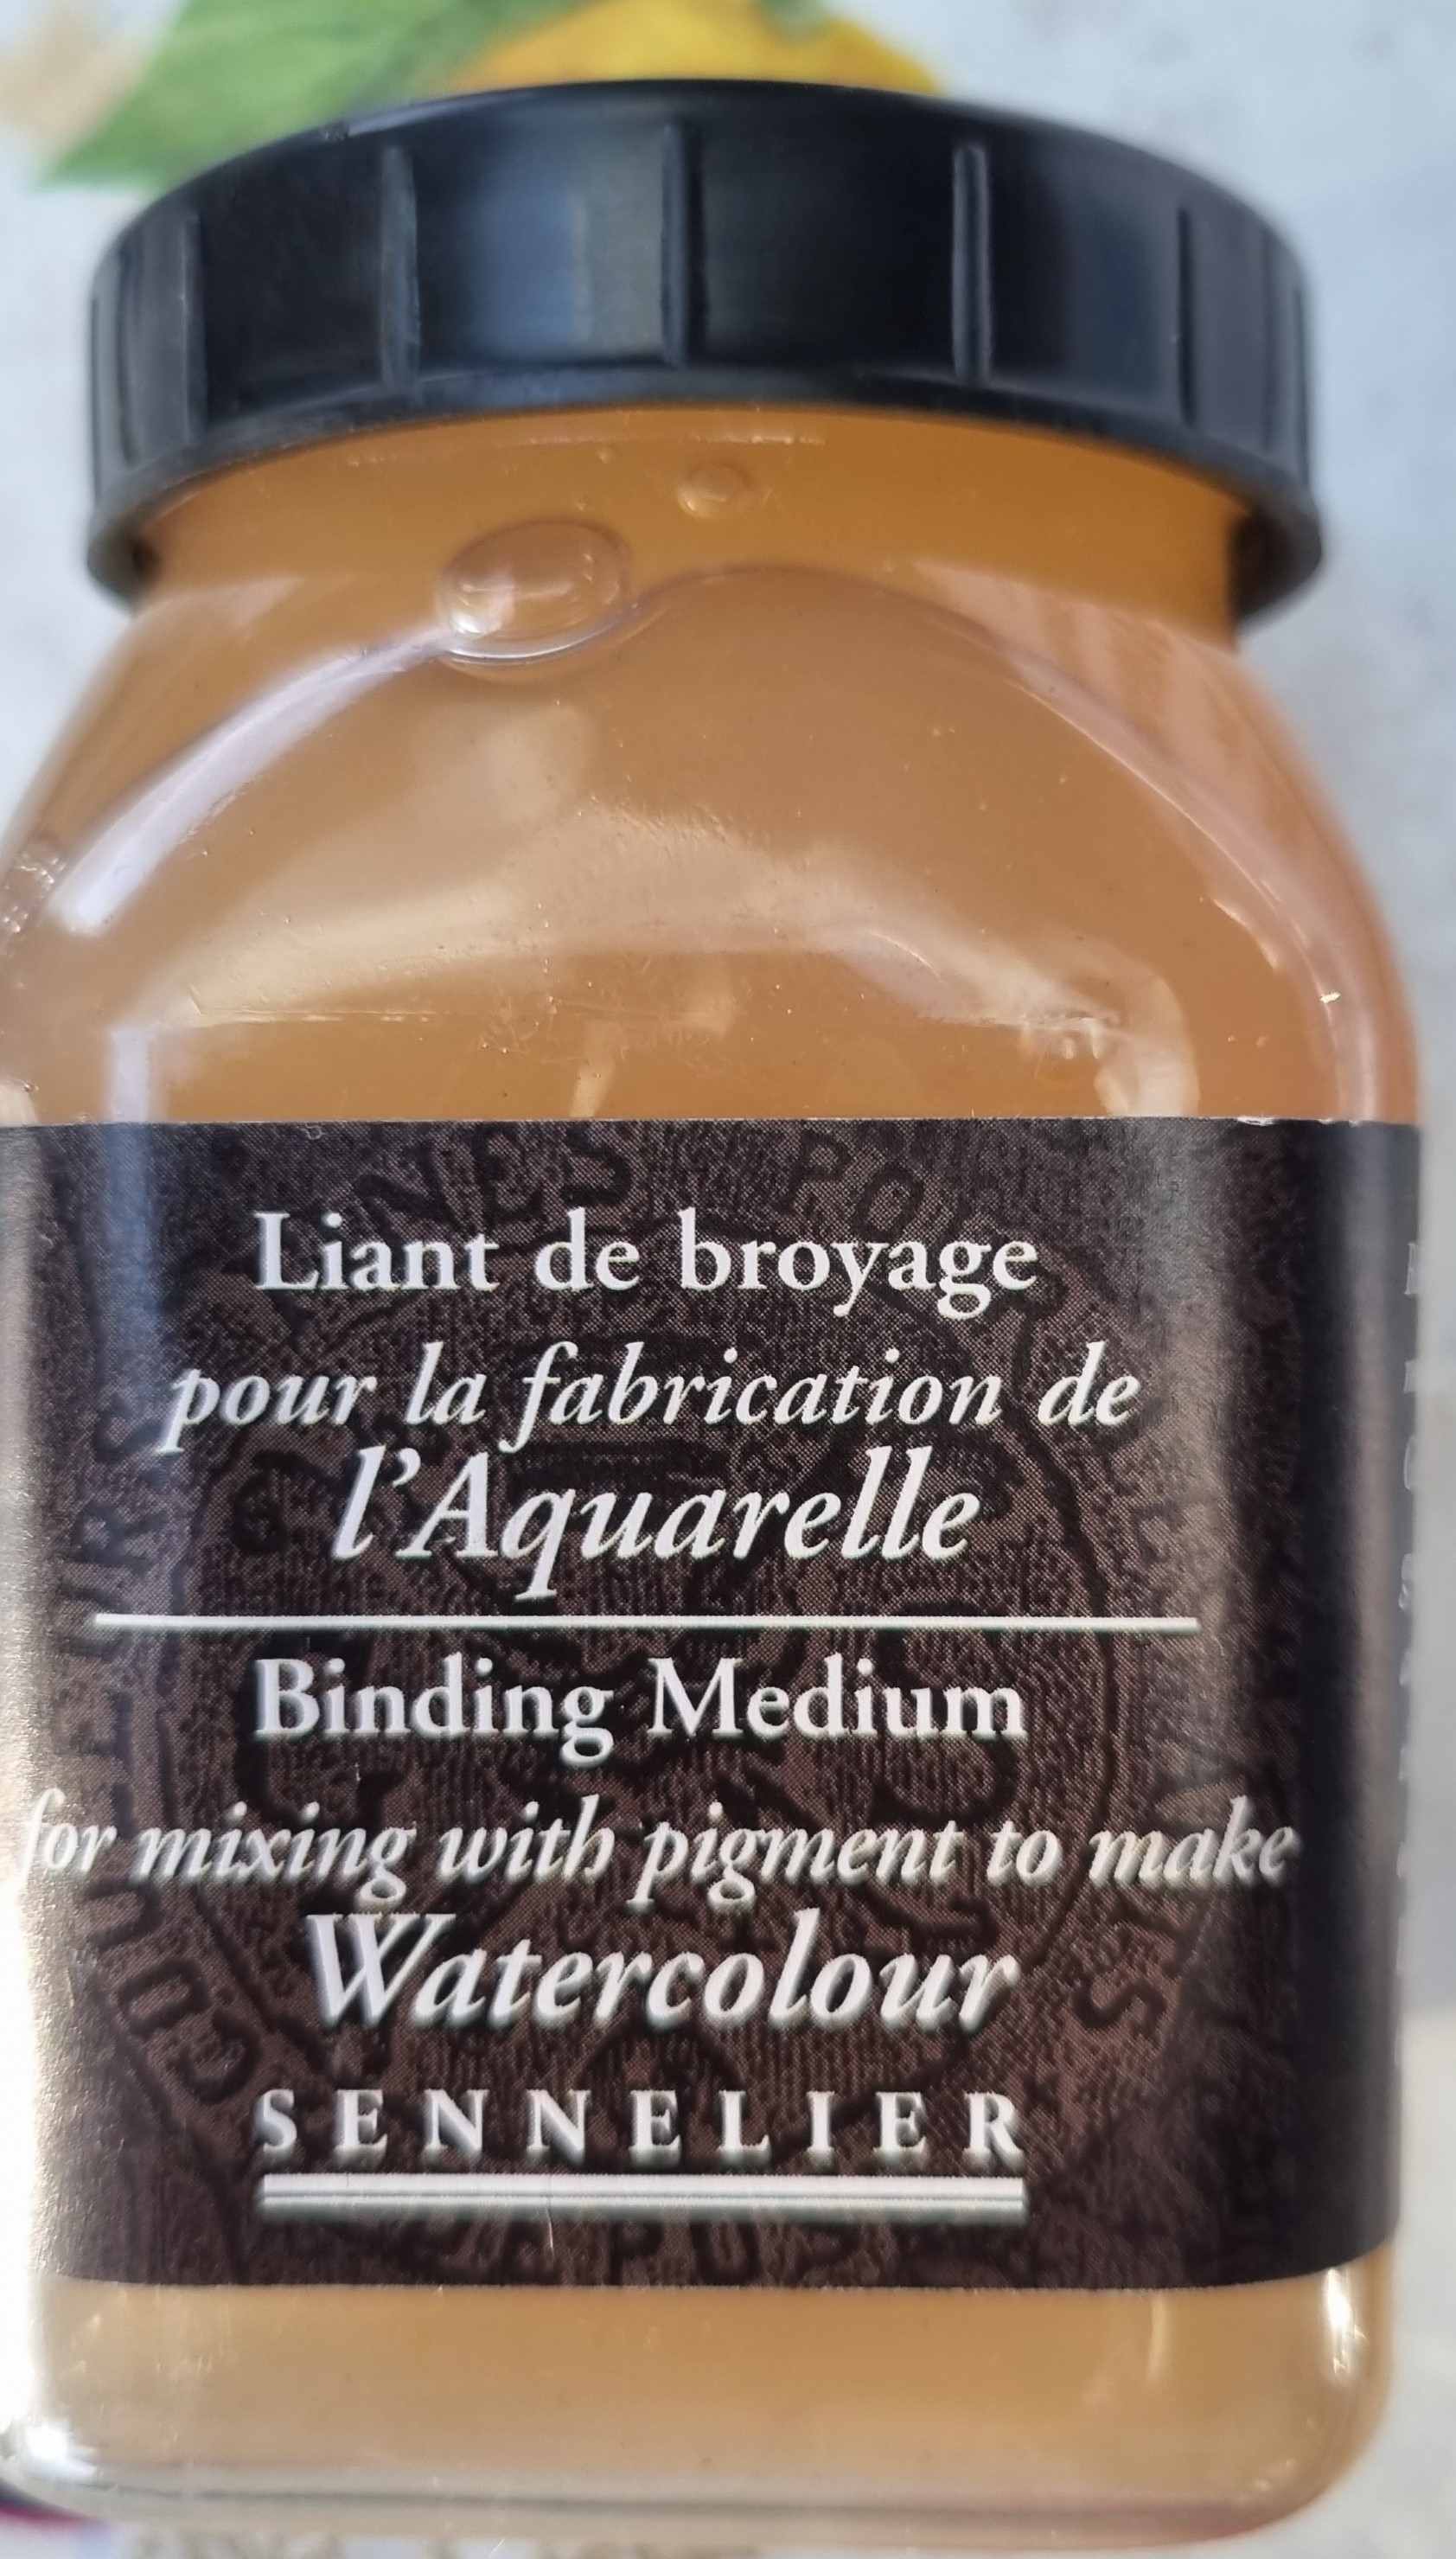 Liant de broyage
pour la fabrication de
l'Aquarelle
Binding Medium
for mixing with pigment to make
Watercolour
SENNELIER